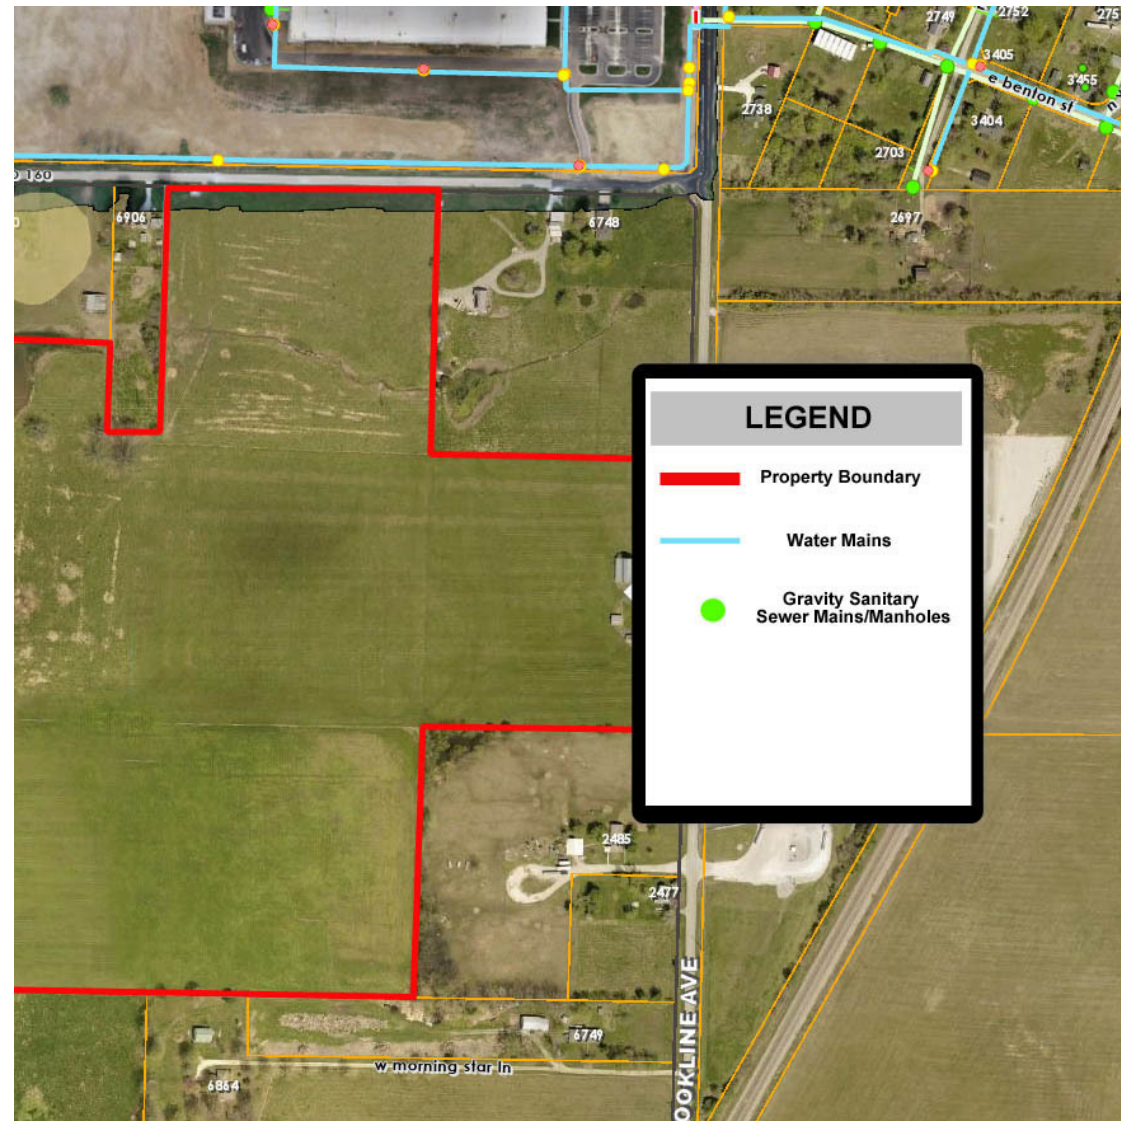 2749
2752
275
3405
3455
e benton st
2738
3404
2703
160
6906
6748
2697
LEGEND
Property Boundary
Water Mains
Gravity Sanitary
Sewer Mains/Manholes
2485
2477
OOKLINE AVE
6749
w morning star ln
6864